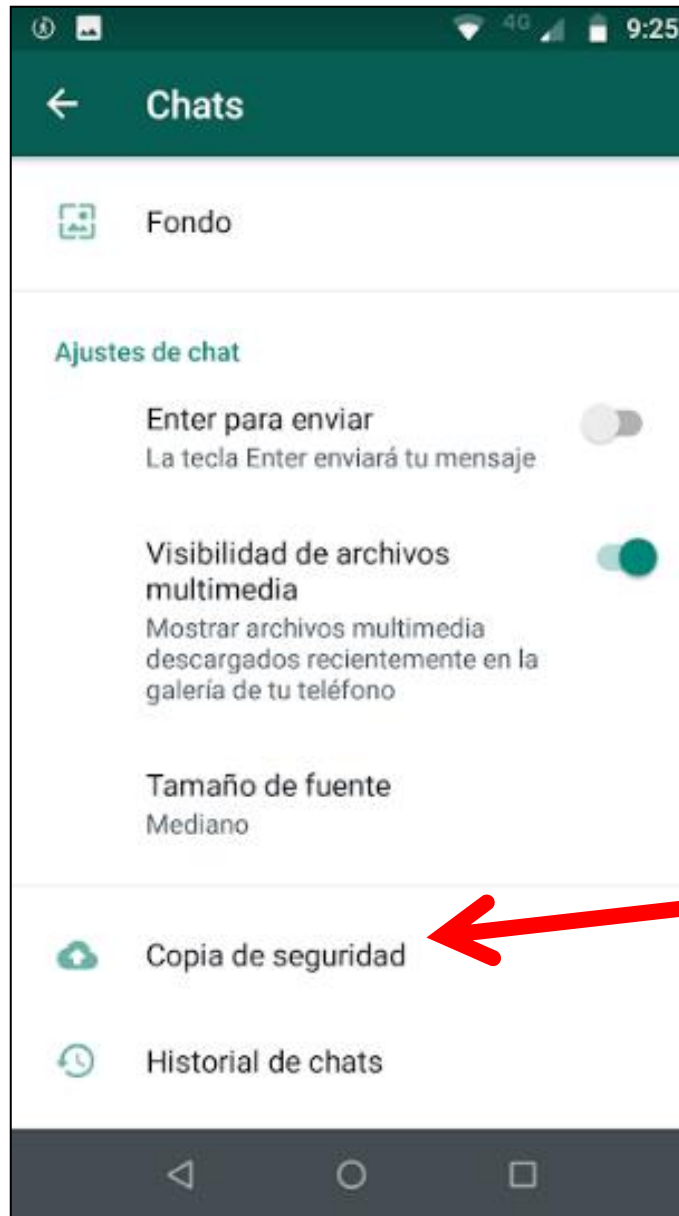 4G 9:25
Chats
Fondo
Ajustes de chat
Enter para enviar
La tecla Enter enviará tu mensaje
Visibilidad de archivos
multimedia
Mostrar archivos multimedia
descargados recientemente en la
galería de tu teléfono
Tamaño de fuente
Mediano
Copia de seguridad
Historial de chats